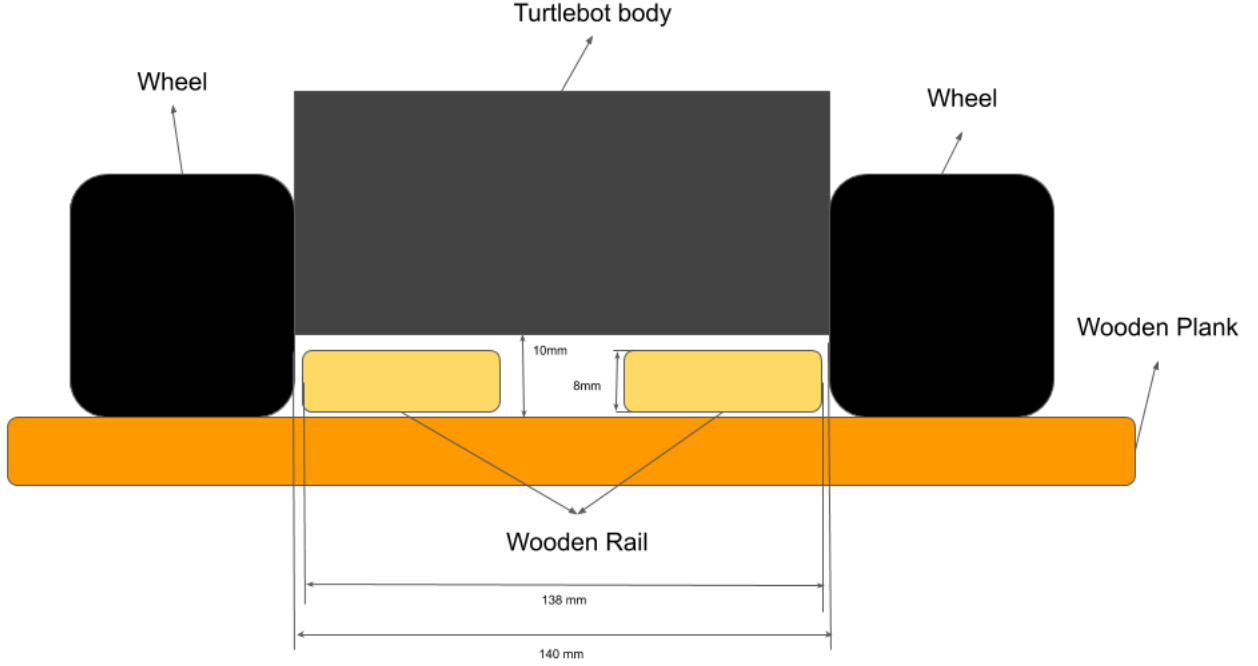 Turtlebot body
Wheel
Wheel
Wooden Plank
10mm
8mm
Wooden Rail
138 mm
140 mm